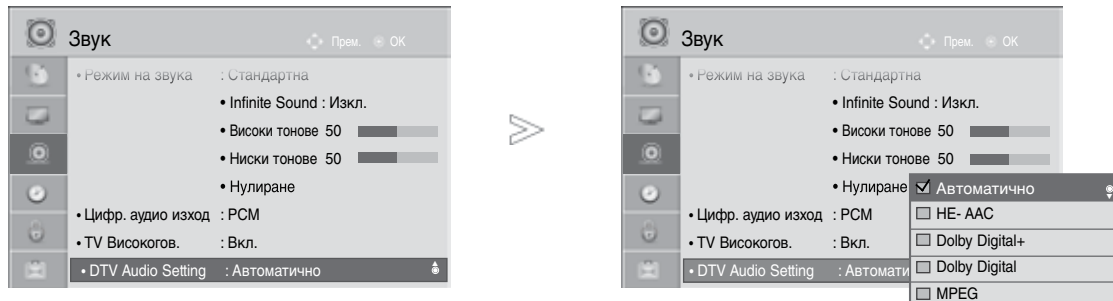 Звук
Прем. OK
• Режим на звука : Стандартна
• Infinite Sound : Изкл.
• Високи тонове 50
• Ниски тонове 50
• Нулиране
• Цифр. аудио изход : PCM
• TV Високогов. : Вкл.
• DTV Audio Setting : Автоматично
Звук
Прем. OK
• Режим на звука : Стандартна
• Infinite Sound : Изкл.
• Високи тонове 50
• Ниски тонове 50
• Нулиране
• Цифр. аудио изход : PCM
• TV Високогов. : Вкл.
• DTV Audio Setting : Автомати
Автоматично
HE- AAC
Dolby Digital+
Dolby Digital
MPEG